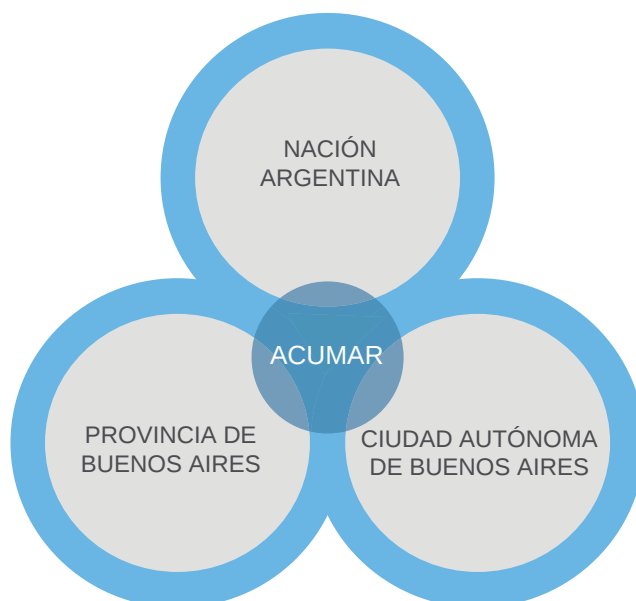 NACIÓN
ARGENTINA
ACUMAR
PROVINCIA DE
BUENOS AIRES
CIUDAD AUTÓNOMA
DE BUENOS AIRES